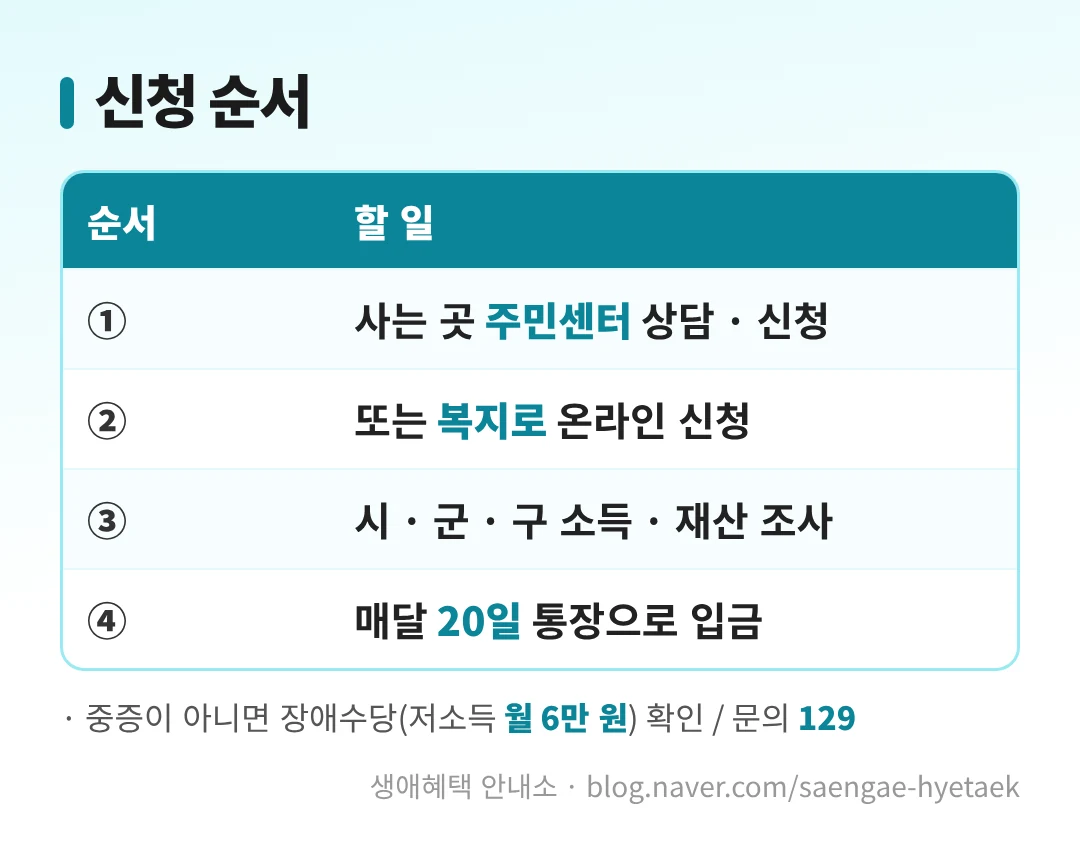 신청 순서
순서 할 일
① 사는 곳 주민센터 상담 · 신청
② 또는 복지로 온라인 신청
③ 시 · 군 · 구 소득 · 재산 조사
④ 매달 20일 통장으로 입금
· 중증이 아니면 장애수당(저소득 월 6만 원) 확인 / 문의 129
생애혜택 안내소 · blog.naver.com/saengae-hyetaek